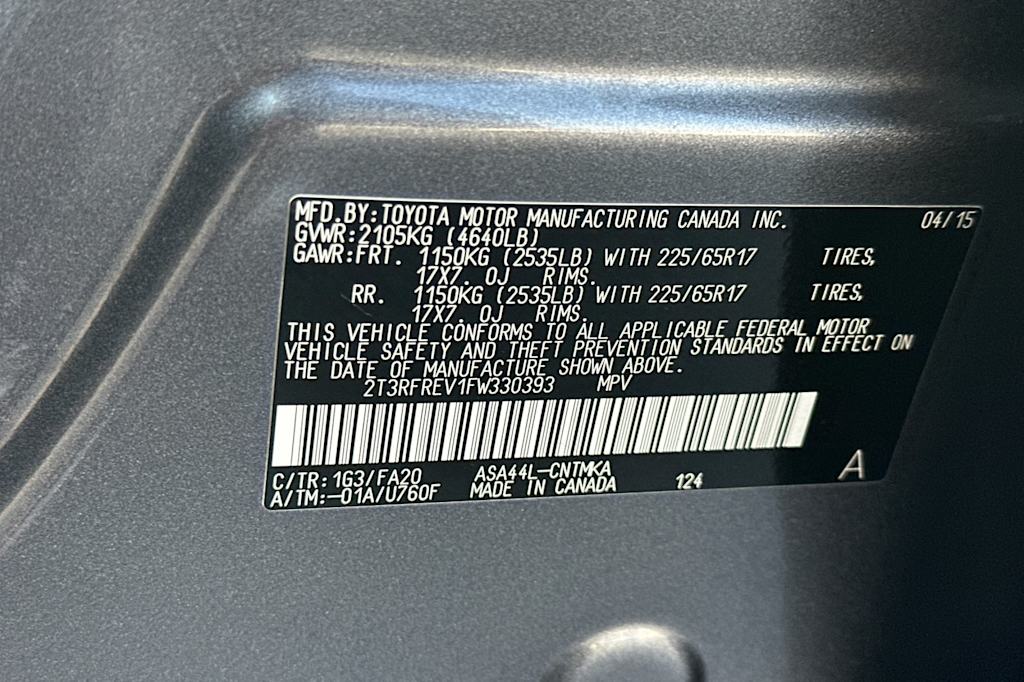 MFD.BY:TOYOTA MOTOR MANUFACTURING CANADA INC. 04/15
GVWR:2105KG (4640LB)
GAWR:FRT. 1150KG (2535LB) WITH 225/65R17 TIRES,
17X7. 0J RIMS.
RR. 1150KG (2535LB) WITH 225/65R17 TIRES,
17X7. 0J RIMS.
THIS VEHICLE CONFORMS TO ALL APPLICABLE FEDERAL MOTOR
VEHICLE SAFETY AND THEFT PREVENTION STANDARDS IN EFFECT ON
THE DATE OF MANUFACTURE SHOWN ABOVE.
2T3RFREV1FW330393 MPV
C/TR:1G3/FA20 ASA44L-CNTMKA 124 A
A/TM:-01A/U760F MADE IN CANADA